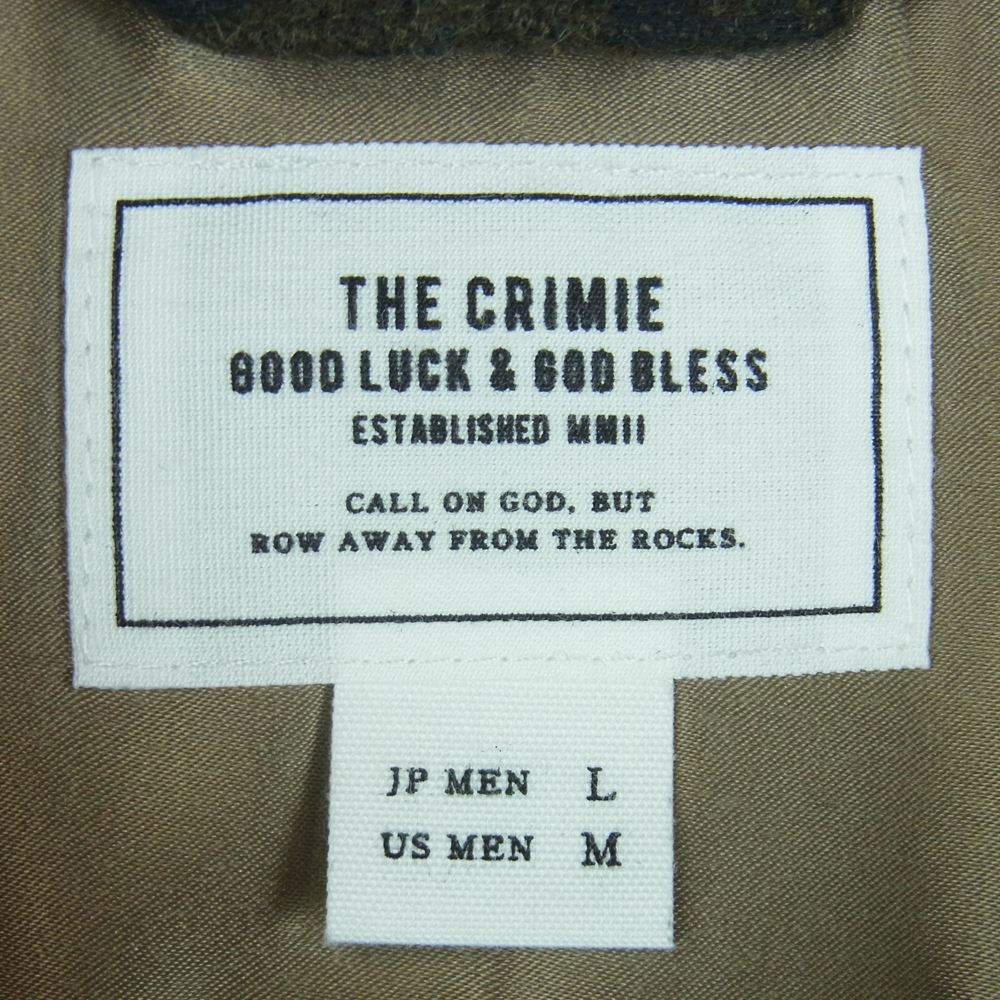 THE CRIMIE
GOOD LUCK & GOD BLESS
ESTABLISHED MMII
CALL ON GOD, BUT
ROW AWAY FROM THE ROCKS.
JP MEN L
US MEN M